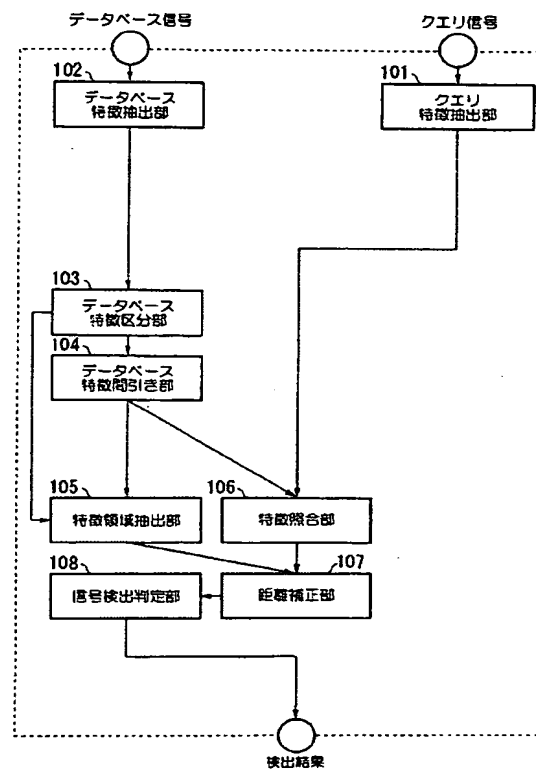 データベース信号
クエリ信号
102
データベース
特徴抽出部
101
クエリ
特徴抽出部
103
データベース
特徴区分部
104
データベース
特徴間引き部
105
特徴領域抽出部
106
特徴照合部
107
距離補正部
108
信号検出判定部
検出結果